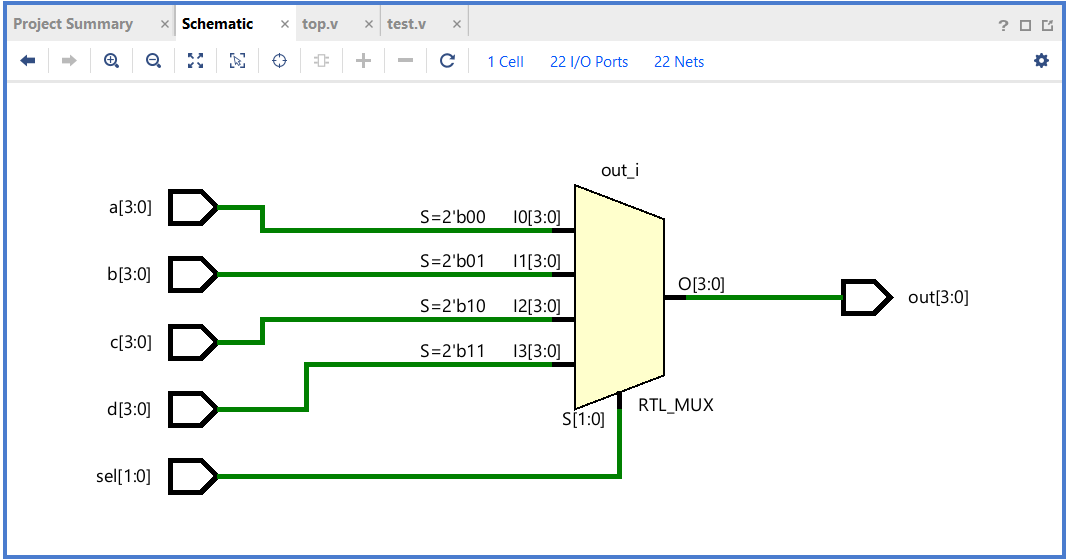 Project Summary × Schematic × top.v × test.v × ?
1 Cell 22 I/O Ports 22 Nets
out_i
a[3:0]
S=2'b00 I0[3:0]
b[3:0]
S=2'b01 I1[3:0]
O[3:0]
out[3:0]
S=2'b10 I2[3:0]
c[3:0]
S=2'b11 I3[3:0]
d[3:0]
S[1:0]
RTL_MUX
sel[1:0]